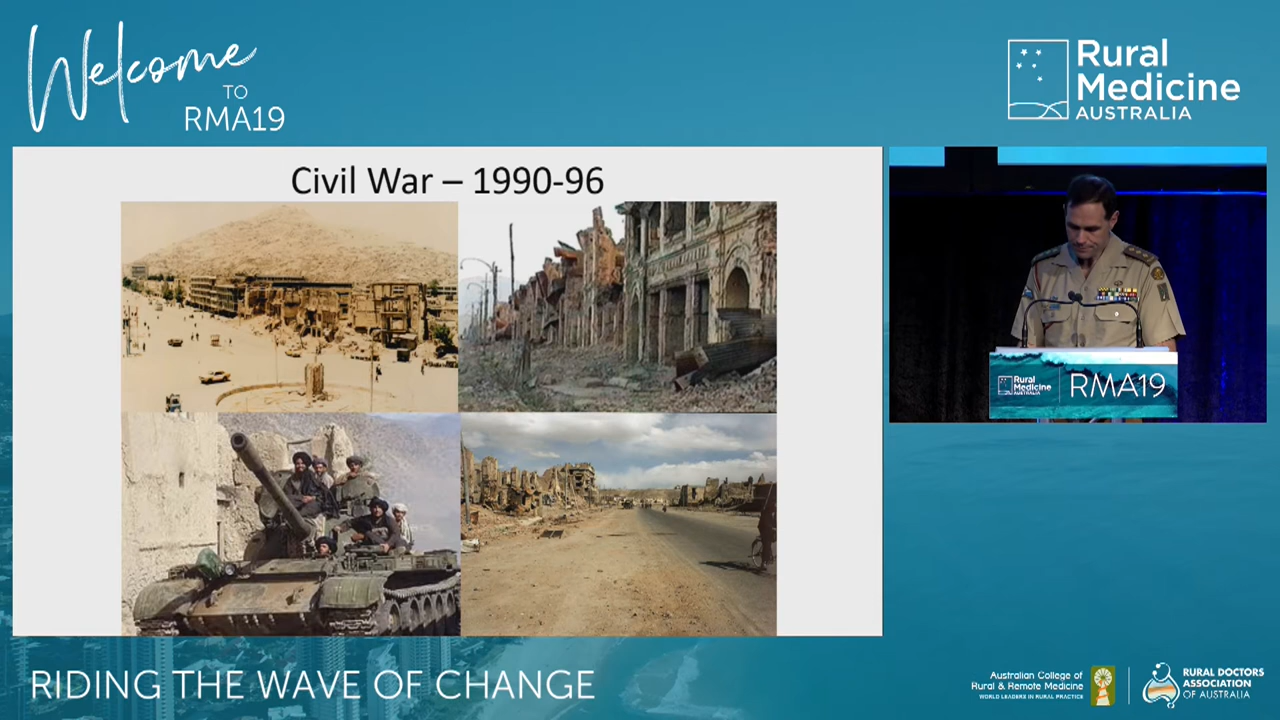 Welcome
TO
RMA19
Rural
Medicine
AUSTRALIA
Civil War – 1990-96
Rural
Medicine
AUSTRALIA
RMA19
RIDING THE WAVE OF CHANGE
Australian College of
Rural & Remote Medicine
WORLD LEADERS IN RURAL PRACTICE
RURAL DOCTORS
ASSOCIATION
OF AUSTRALIA